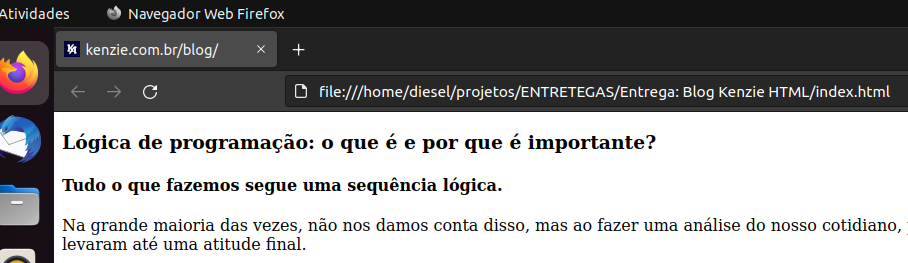 Atividades Navegador Web Firefox
kenzie.com.br/blog/
file:///home/diesel/projetos/ENTRETEGAS/Entrega: Blog Kenzie HTML/index.html
Lógica de programação: o que é e por que é importante?
Tudo o que fazemos segue uma sequência lógica.
Na grande maioria das vezes, não nos damos conta disso, mas ao fazer uma análise do nosso cotidiano,
levaram até uma atitude final.